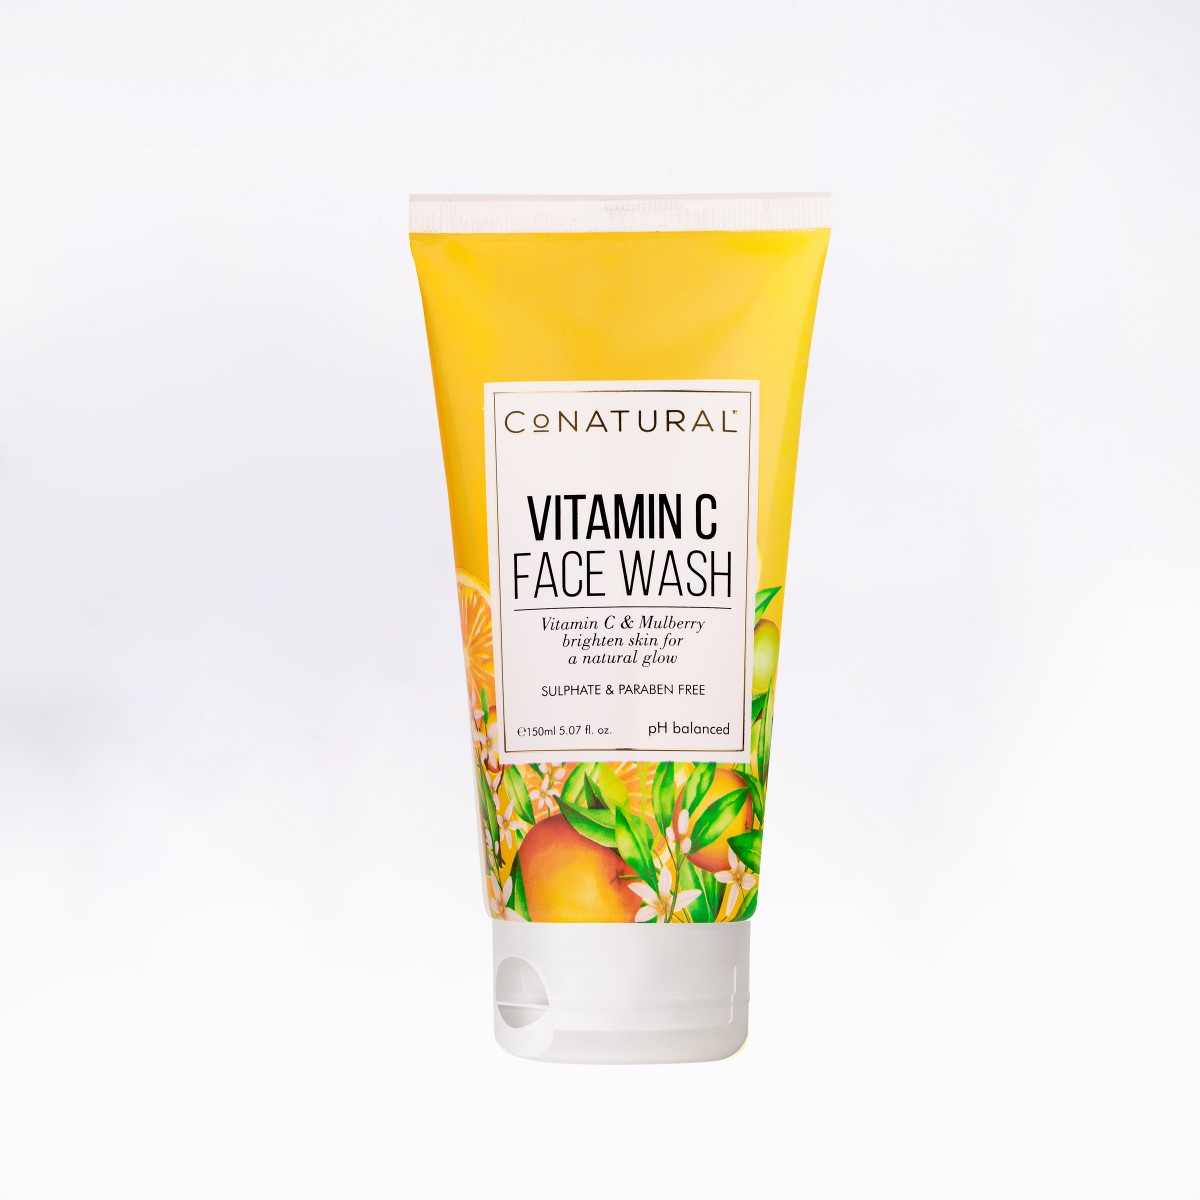 CoNATURAL™
VITAMIN C
FACE WASH
Vitamin C & Mulberry
brighten skin for
a natural glow
SULPHATE & PARABEN FREE
℮150ml 5.07 fl. oz. pH balanced